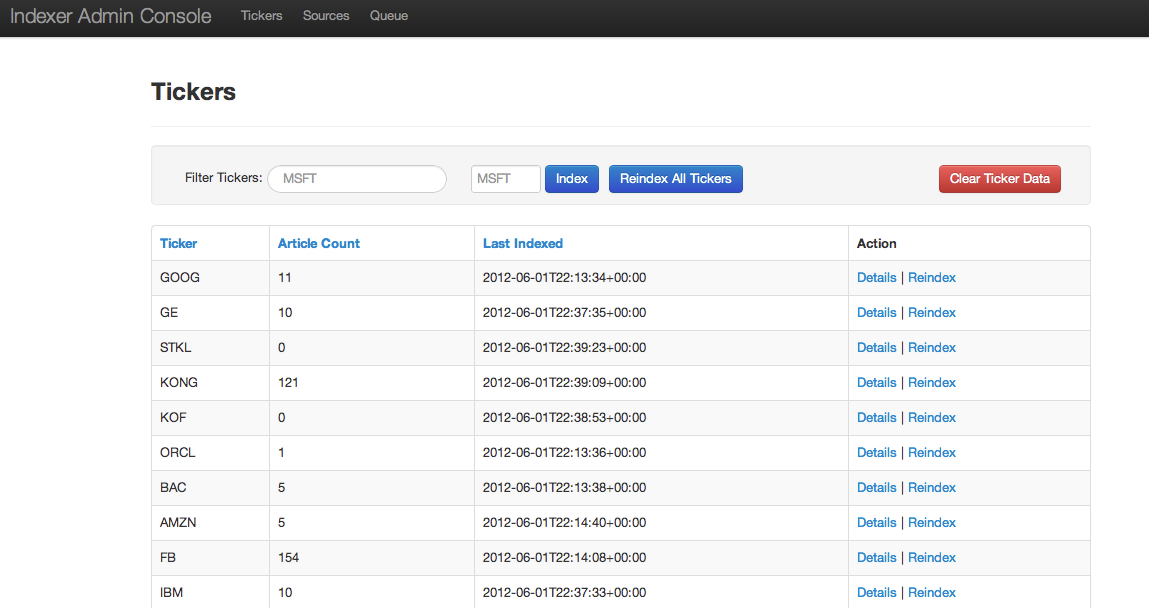 Indexer Admin Console Tickers Sources Queue
Tickers
Filter Tickers: MSFT MSFT Index Reindex All Tickers Clear Ticker Data
Ticker Article Count Last Indexed Action
GOOG 11 2012-06-01T22:13:34+00:00 Details | Reindex
GE 10 2012-06-01T22:37:35+00:00 Details | Reindex
STKL 0 2012-06-01T22:39:23+00:00 Details | Reindex
KONG 121 2012-06-01T22:39:09+00:00 Details | Reindex
KOF 0 2012-06-01T22:38:53+00:00 Details | Reindex
ORCL 1 2012-06-01T22:13:36+00:00 Details | Reindex
BAC 5 2012-06-01T22:13:38+00:00 Details | Reindex
AMZN 5 2012-06-01T22:14:40+00:00 Details | Reindex
FB 154 2012-06-01T22:14:08+00:00 Details | Reindex
IBM 10 2012-06-01T22:37:33+00:00 Details | Reindex